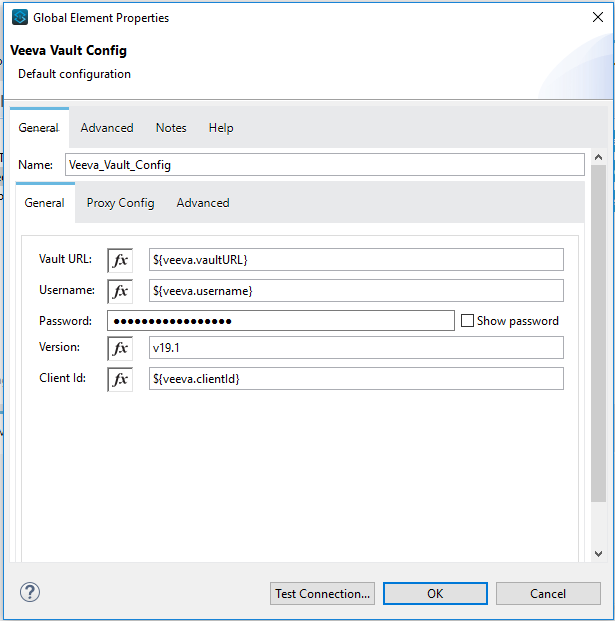 Global Element Properties
Veeva Vault Config
Default configuration
General Advanced Notes Help
Name: Veeva_Vault_Config
General Proxy Config Advanced
Vault URL: fx ${veeva.vaultURL}
Username: fx ${veeva.username}
Password: ●●●●●●●●●●●●●●●●● Show password
Version: fx v19.1
Client Id: fx ${veeva.clientId}
? Test Connection... OK Cancel